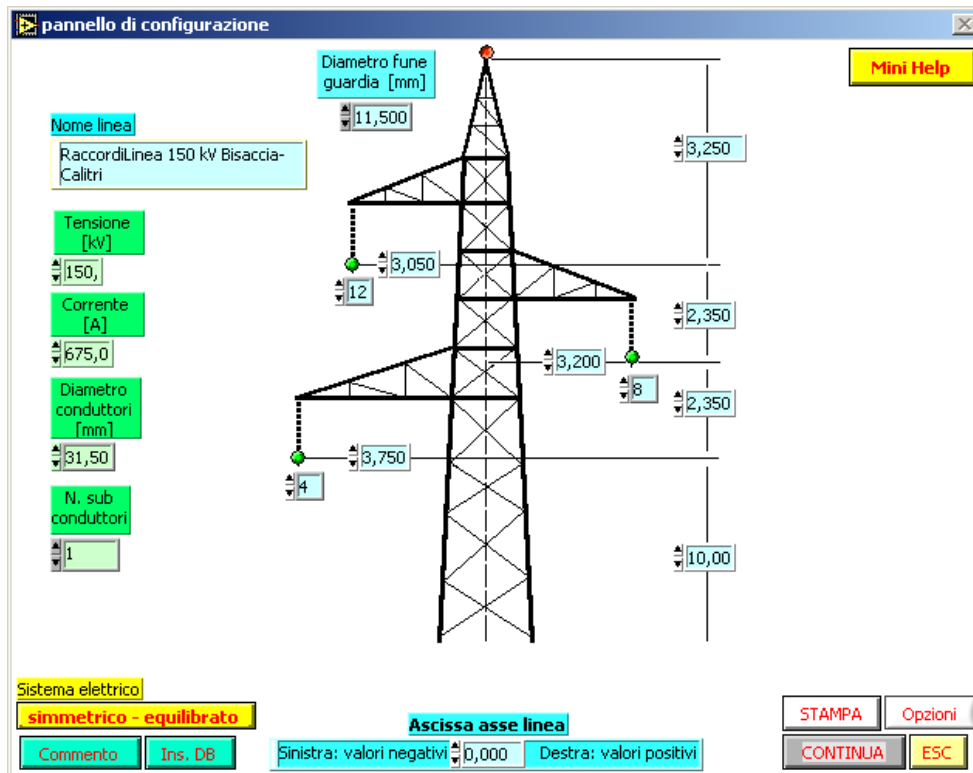 pannello di configurazione
Diametro fune
guardia [mm]
11,500
Mini Help
Nome linea
RaccordiLinea 150 kV Bisaccia-
Calitri
3,250
Tensione
[kV]
150,
3,050
12
Corrente
[A]
675,0
2,350
3,200
8
Diametro
conduttori
[mm]
31,50
2,350
3,750
4
N. sub
conduttori
1
10,00
Sistema elettrico
simmetrico - equilibrato
Commento
Ins. DB
Ascissa asse linea
Sinistra: valori negativi
0,000
Destra: valori positivi
STAMPA
Opzioni
CONTINUA
ESC